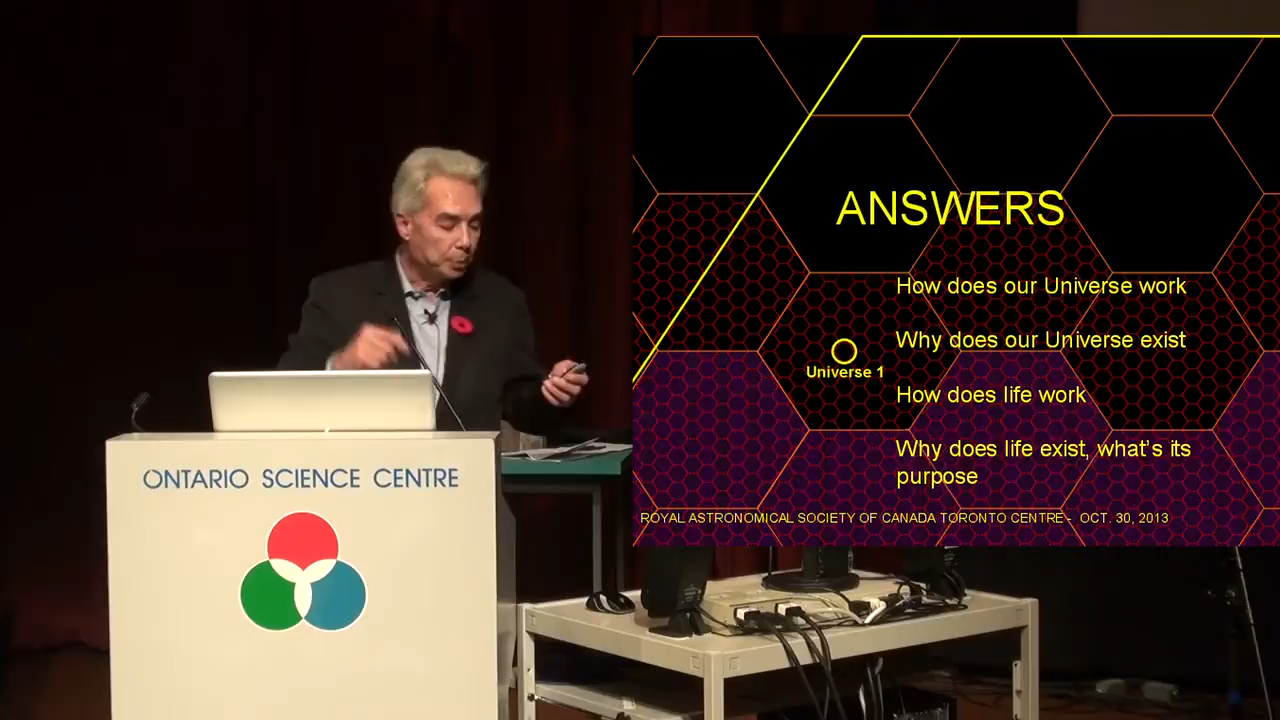 ANSWERS
How does our Universe work
Why does our Universe exist
Universe 1
How does life work
Why does life exist, what's its
purpose
ROYAL ASTRONOMICAL SOCIETY OF CANADA TORONTO CENTRE - OCT. 30, 2013
ONTARIO SCIENCE CENTRE